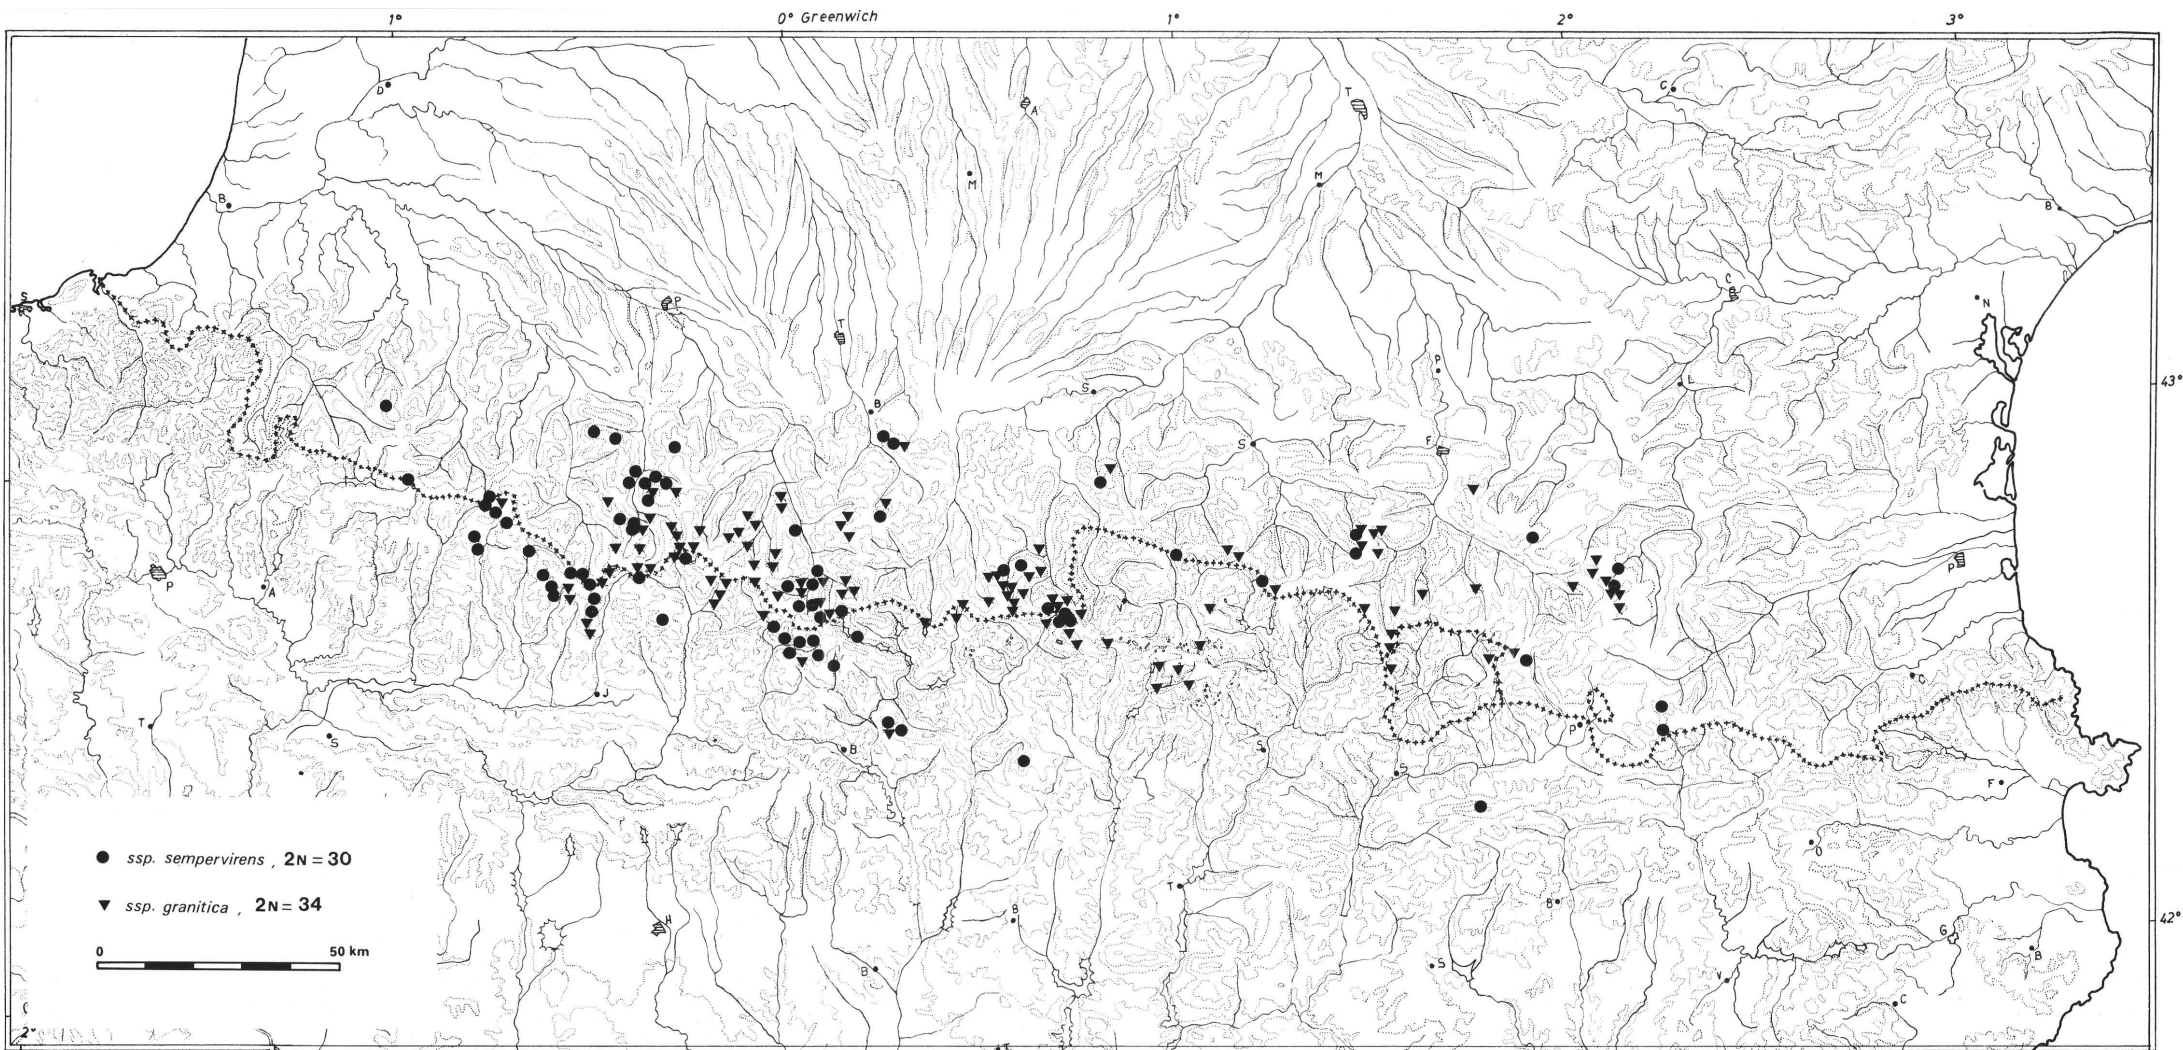 1° 0° Greenwich 1° 2° 3°
D A T C
M M B
B
S P T C N
P
S L 43°
B
S F
P A V P
J C
T S B S P
S F
O
T
B B
H G
B S B
V
C
● ssp. sempervirens, 2N = 30
▼ ssp. granitica, 2N = 34
0 50 km
42°
2°